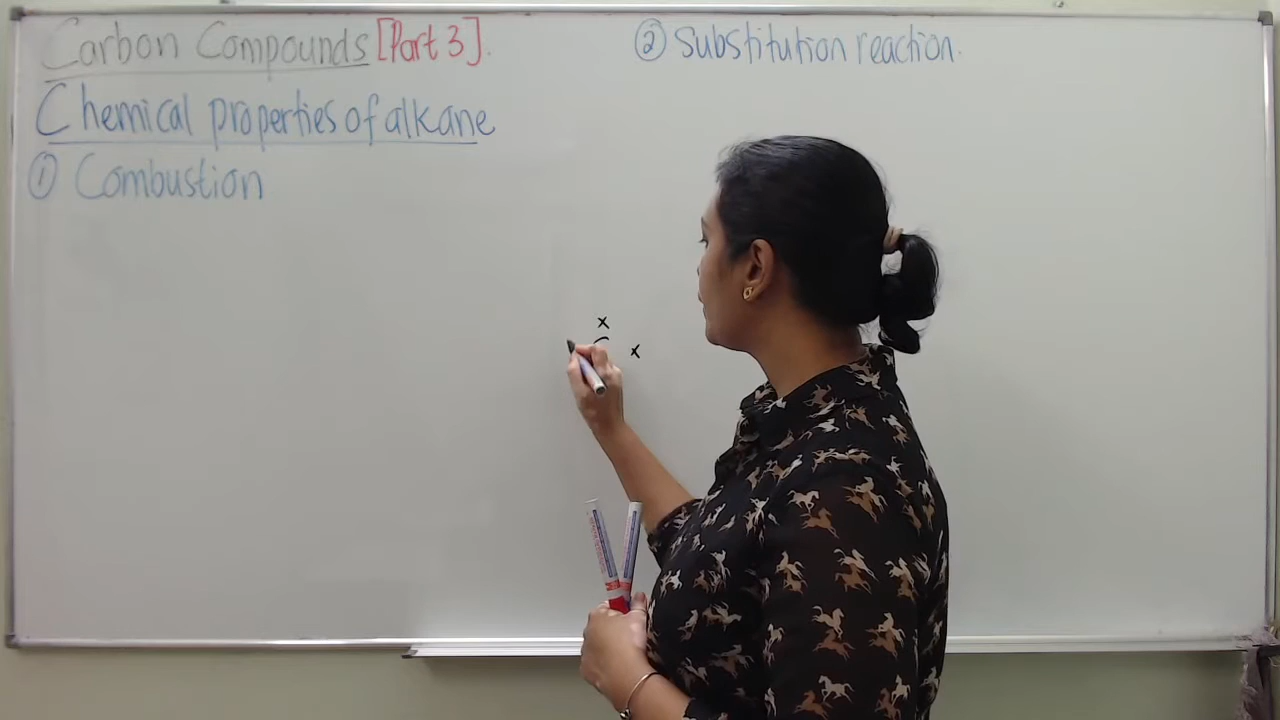 Carbon Compounds [Part 3].
Chemical properties of alkane
① Combustion
② Substitution reaction.
x
x